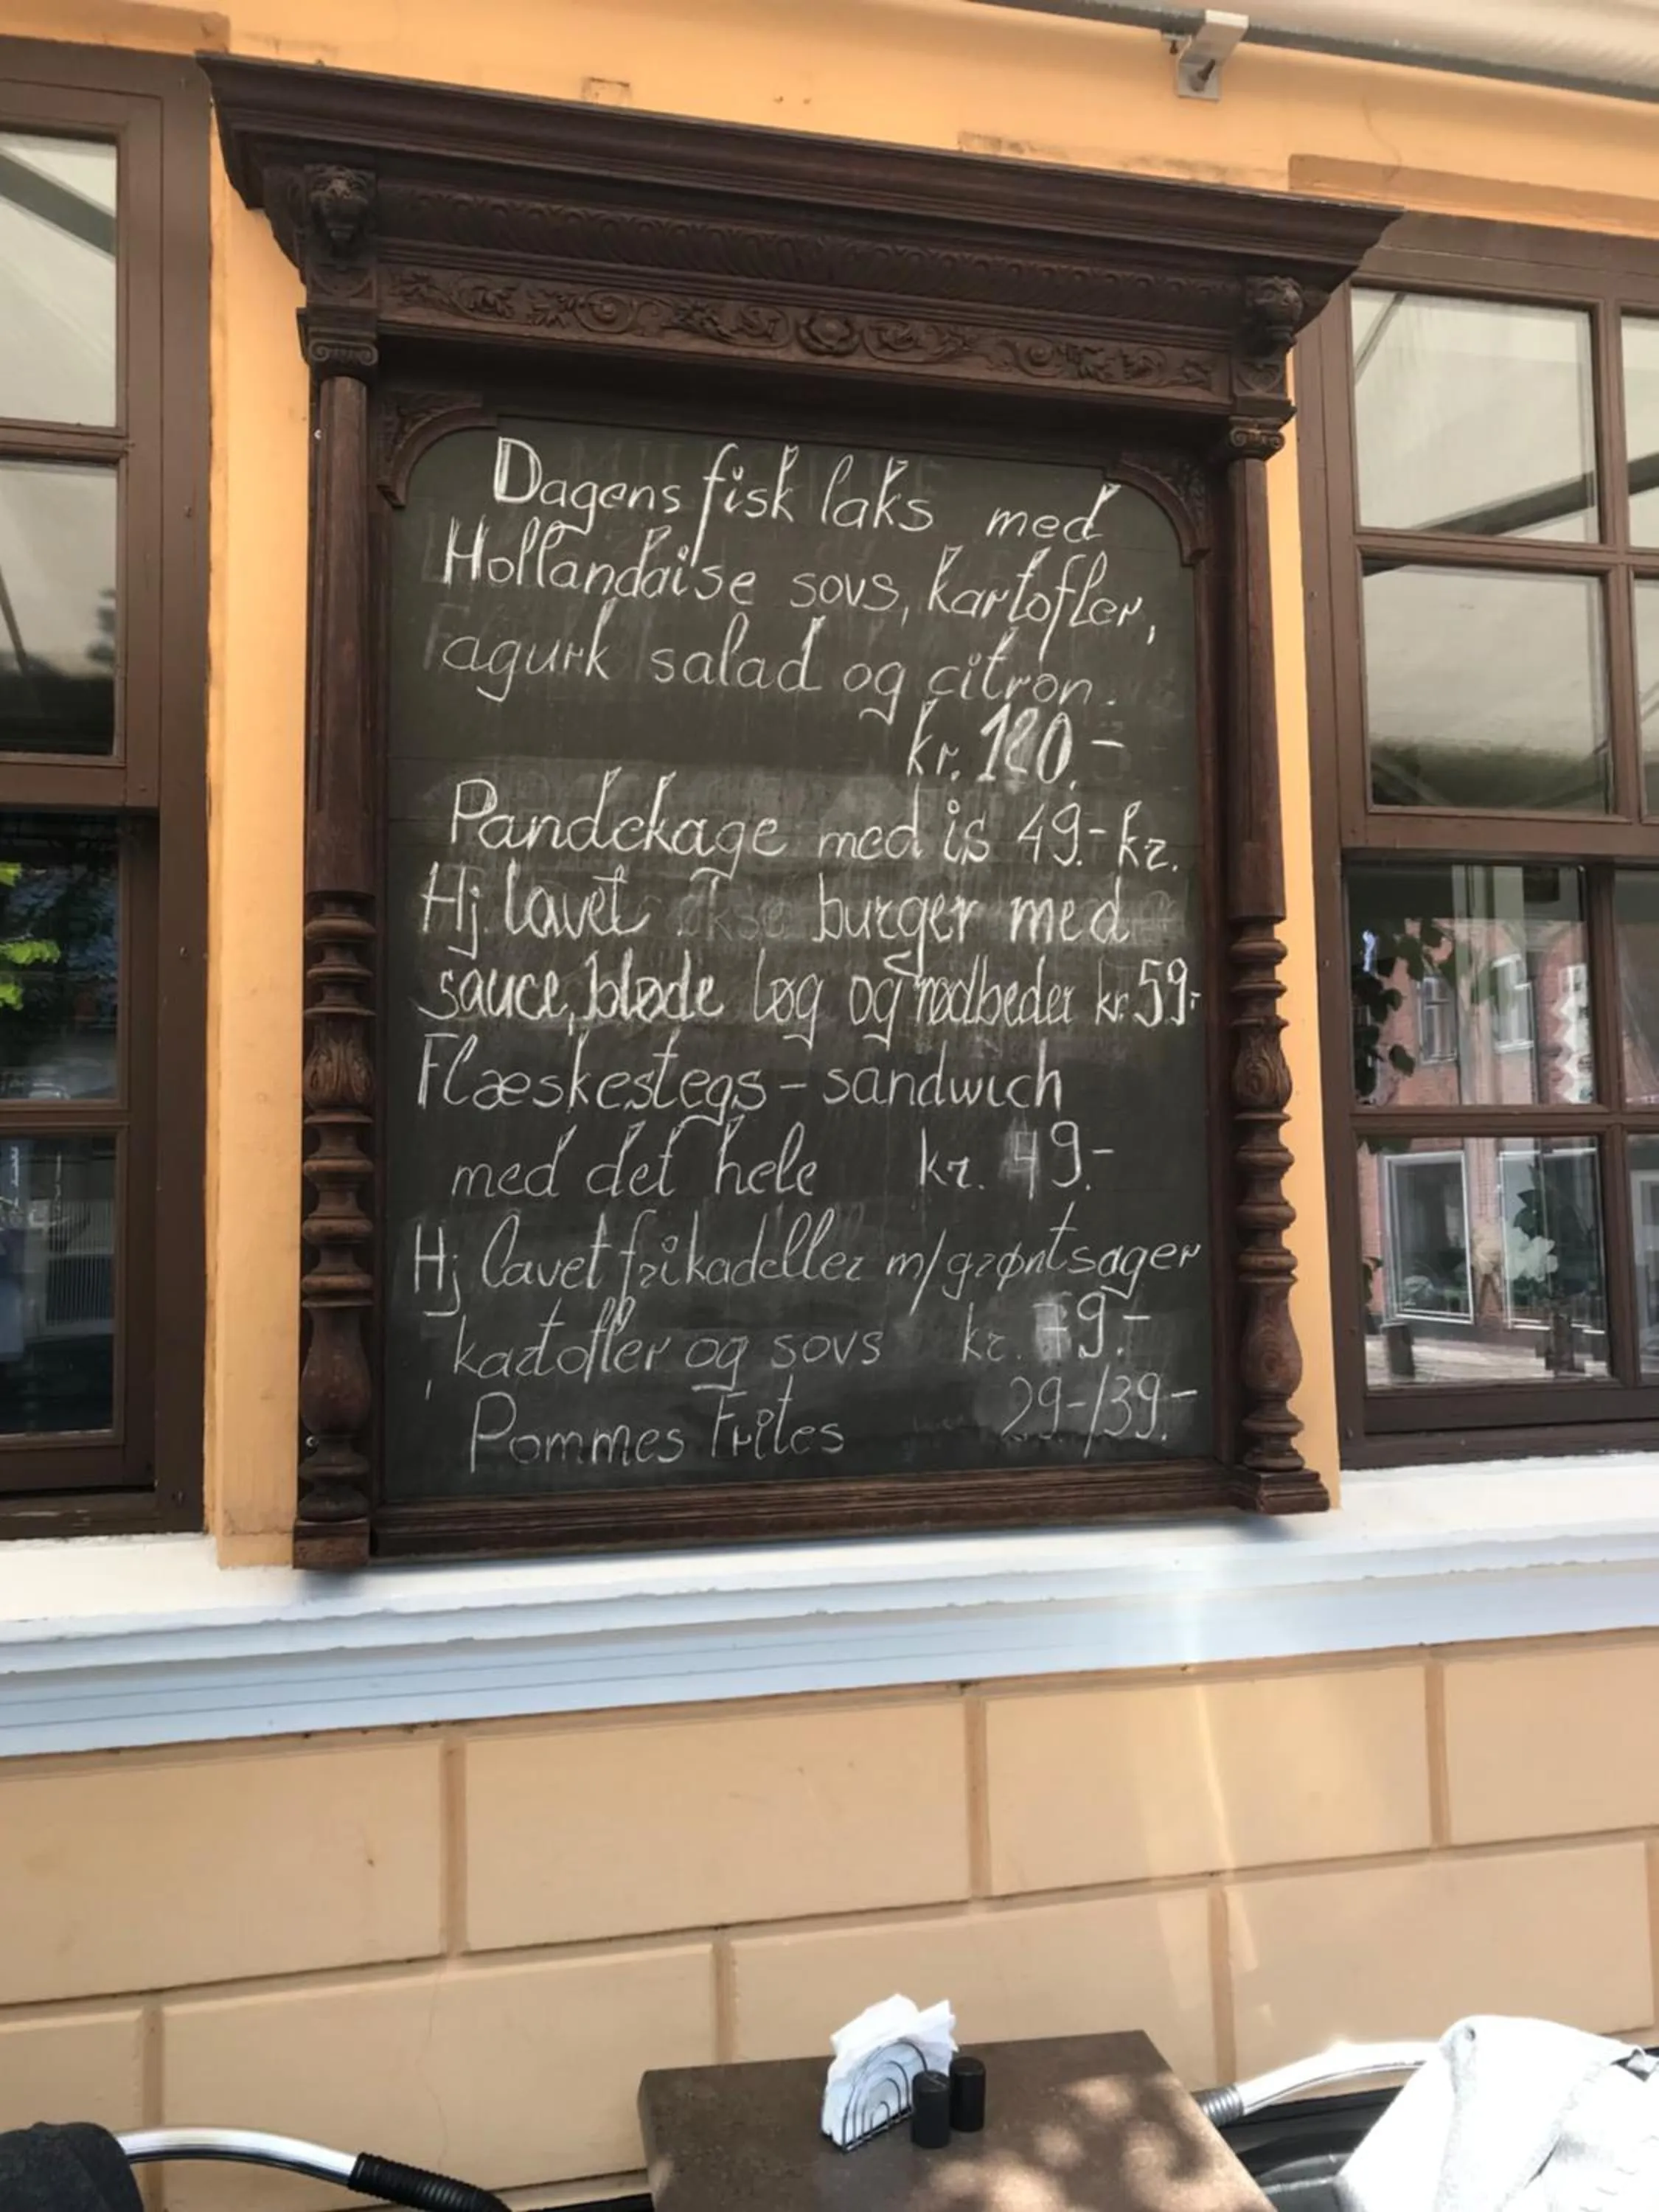 Dagens fisk laks med
Hollandaise sovs, kartofler,
agurk salad og citron.
kr. 120.-
Pandekage med is 49.- kr.
Hj. lavet økse burger med
sauce, bløde løg og rødbeder kr. 59.-
Flæskestegs - sandwich
med det hele kr. 49.-
Hj lavet frikadeller m/grøntsager
, kartofler og sovs kr. 79.-
Pommes Frites 29-/39.-